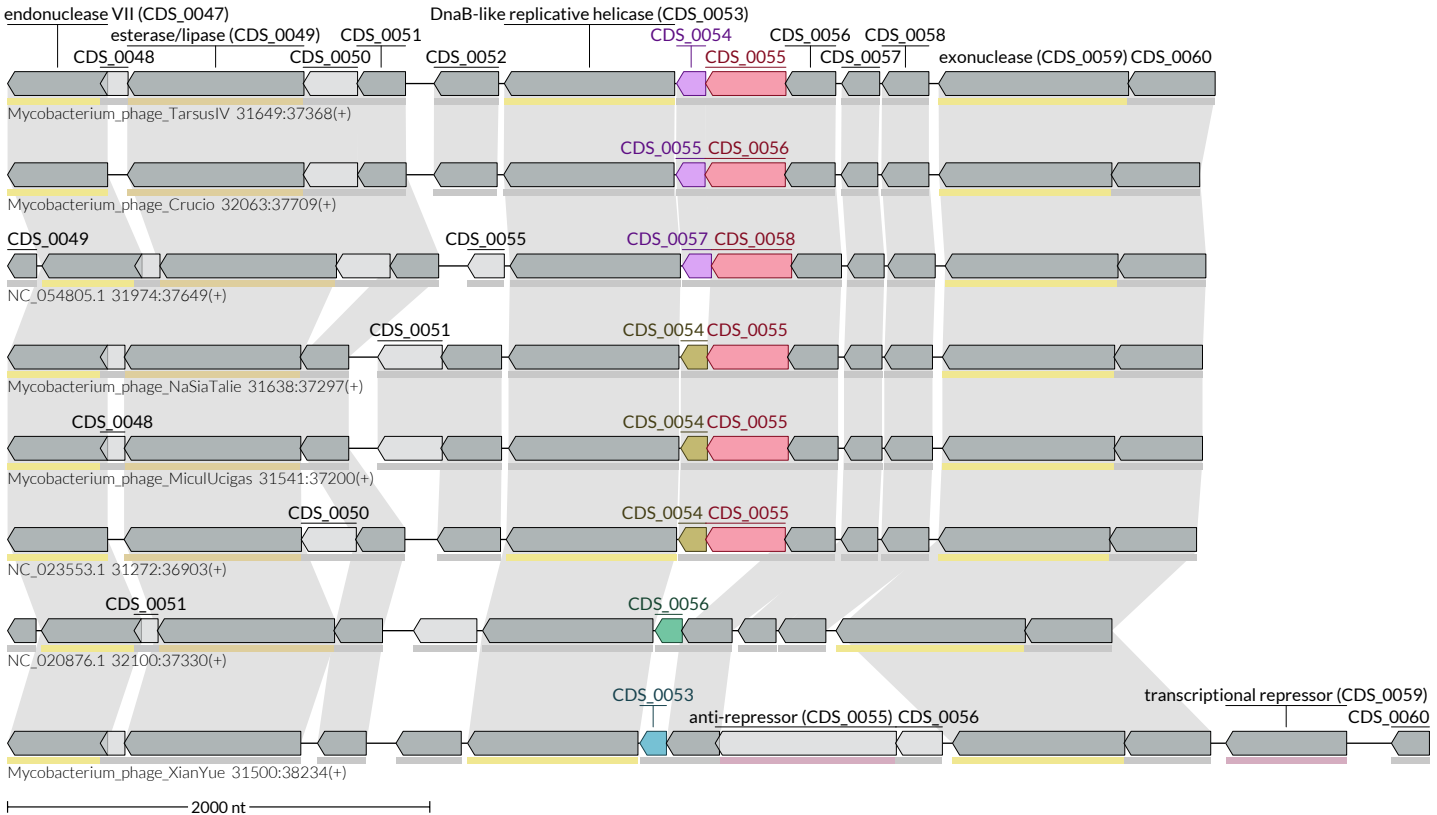 endonuclease VII (CDS_0047) DnaB-like replicative helicase (CDS_0053)
esterase/lipase (CDS_0049) CDS_0051 CDS_0054 CDS_0056 CDS_0058
CDS_0048 CDS_0050 CDS_0052 CDS_0055 CDS_0057 exonuclease (CDS_0059) CDS_0060
Mycobacterium_phage_TarsusIV 31649:37368(+)
CDS_0055 CDS_0056
Mycobacterium_phage_Crucio 32063:37709(+)
CDS_0049 CDS_0055 CDS_0057 CDS_0058
NC_054805.1 31974:37649(+)
CDS_0051 CDS_0054 CDS_0055
Mycobacterium_phage_NaSiaTalie 31638:37297(+)
CDS_0048 CDS_0054 CDS_0055
Mycobacterium_phage_MiculUcigas 31541:37200(+)
CDS_0050 CDS_0054 CDS_0055
NC_023553.1 31272:36903(+)
CDS_0051 CDS_0056
NC_020876.1 32100:37330(+)
CDS_0053 transcriptional repressor (CDS_0059)
anti-repressor (CDS_0055) CDS_0056 CDS_0060
Mycobacterium_phage_XianYue 31500:38234(+)
2000 nt